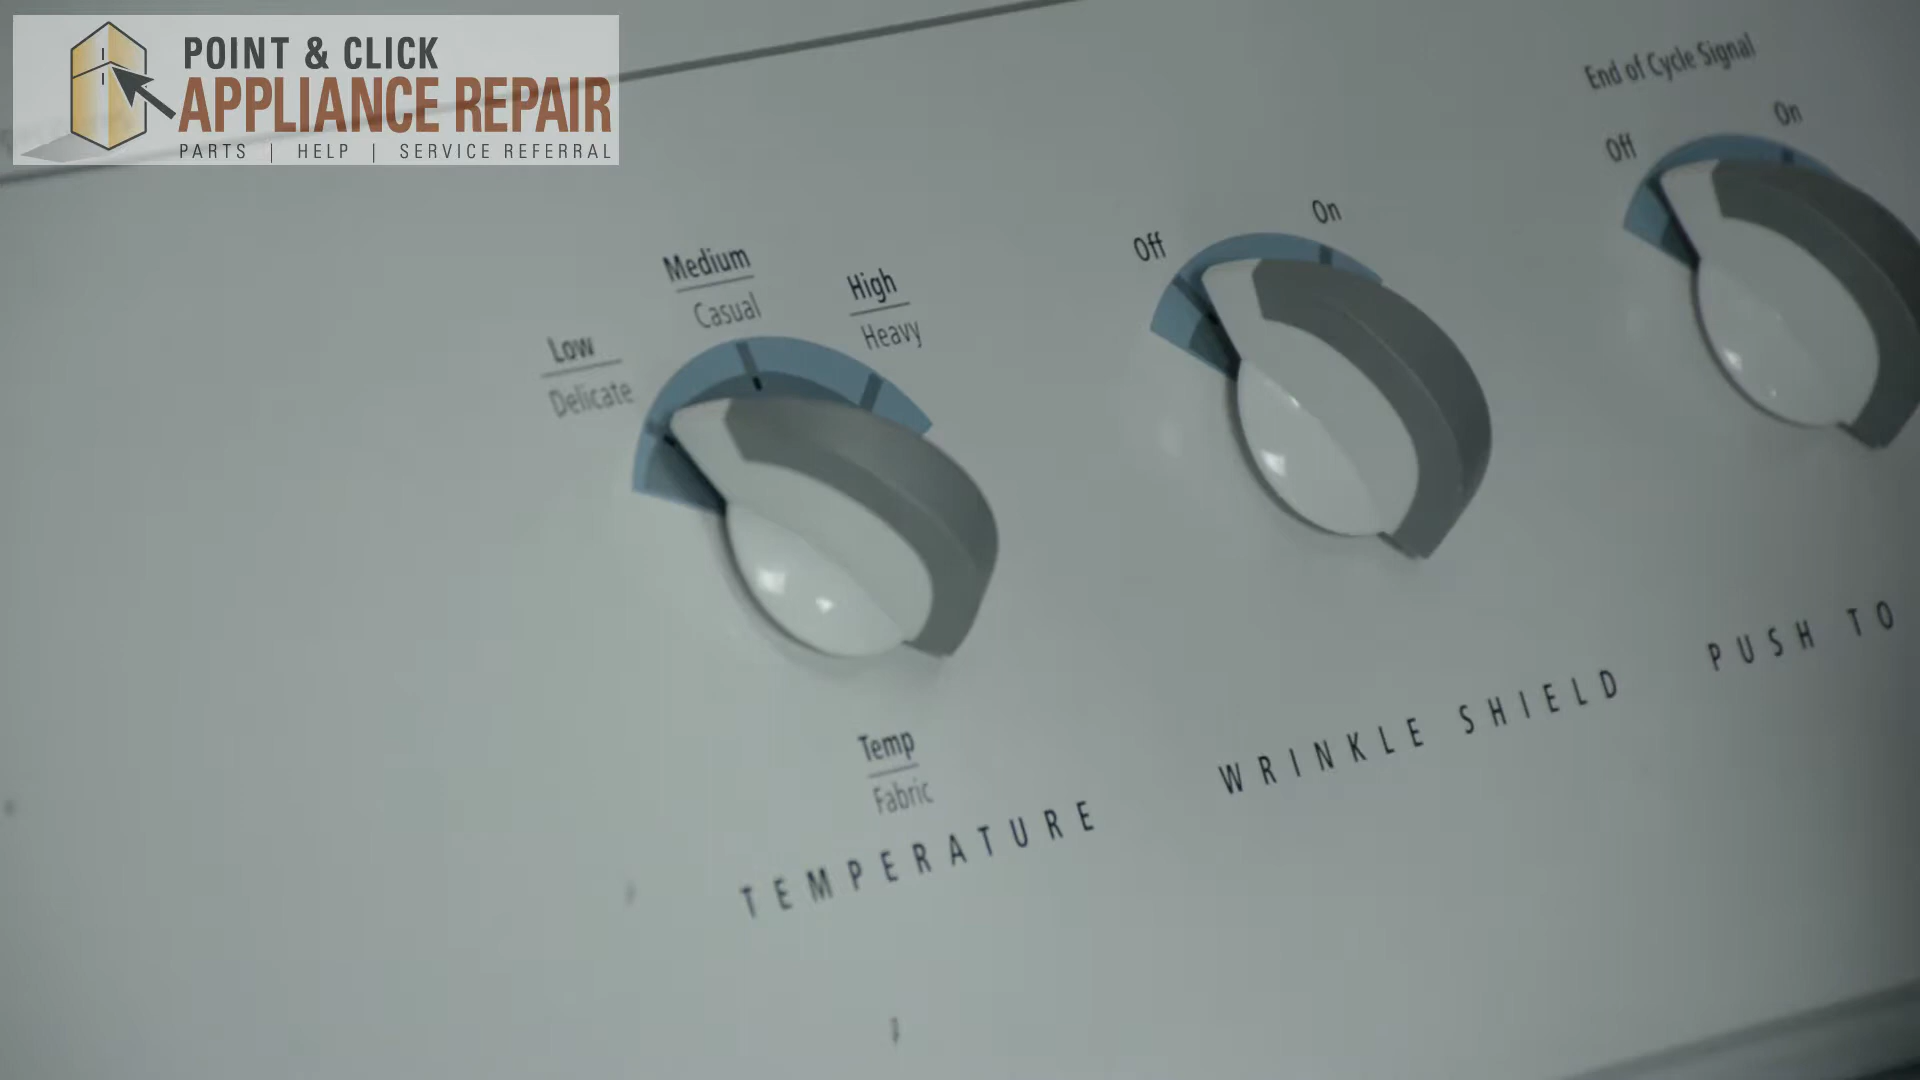 POINT & CLICK
APPLIANCE REPAIR
PARTS | HELP | SERVICE REFERRAL
End of Cycle Signal
Off On
Off On
Medium
Casual
High
Heavy
Low
Delicate
Temp
Fabric
TEMPERATURE
WRINKLE SHIELD
PUSH TO